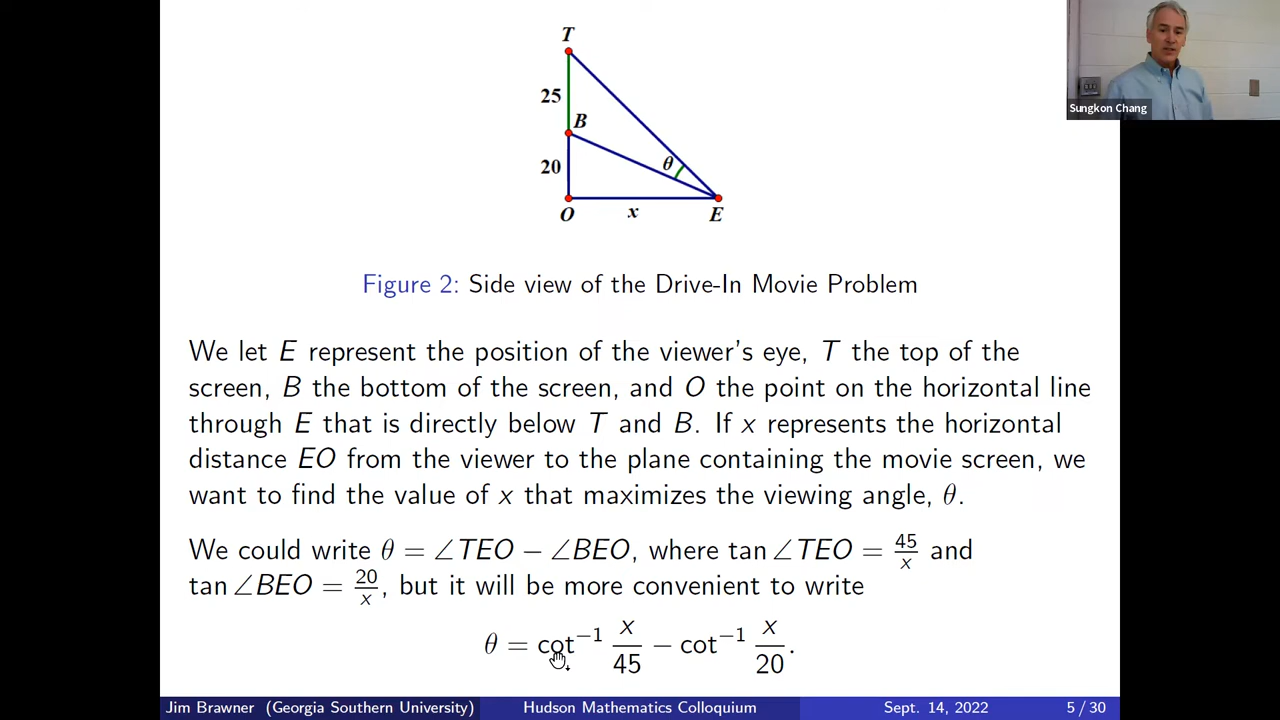 T
25
B
20
θ
O
x
E
Sungkon Chang
Figure 2: Side view of the Drive-In Movie Problem
We let E represent the position of the viewer's eye, T the top of the
screen, B the bottom of the screen, and O the point on the horizontal line
through E that is directly below T and B. If x represents the horizontal
distance EO from the viewer to the plane containing the movie screen, we
want to find the value of x that maximizes the viewing angle, θ.
We could write θ = ∠TEO − ∠BEO, where tan ∠TEO = 45/x and
tan ∠BEO = 20/x, but it will be more convenient to write
θ = cot⁻¹ x/45 − cot⁻¹ x/20.
Jim Brawner (Georgia Southern University) Hudson Mathematics Colloquium Sept. 14, 2022 5 / 30